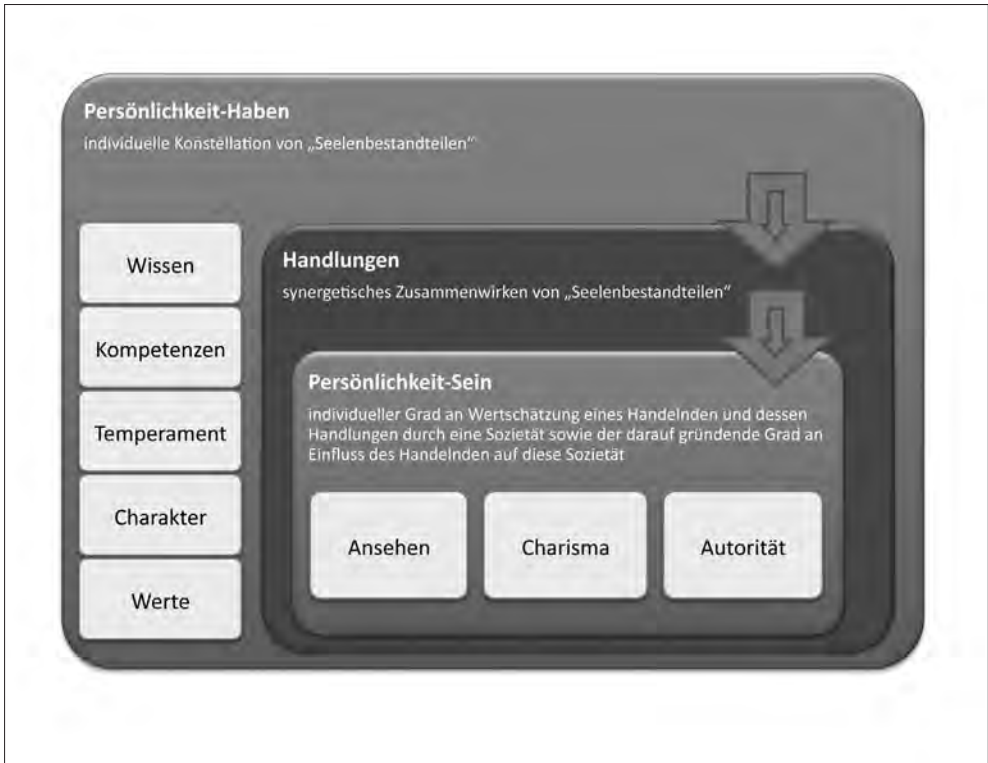 Persönlichkeit-Haben
individuelle Konstellation von „Seelenbestandteilen“
Wissen
Kompetenzen
Temperament
Charakter
Werte
Handlungen
synergetisches Zusammenwirken von „Seelenbestandteilen“
Persönlichkeit-Sein
individueller Grad an Wertschätzung eines Handelnden und dessen
Handlungen durch eine Sozietät sowie der darauf gründende Grad an
Einfluss des Handelnden auf diese Sozietät
Ansehen
Charisma
Autorität